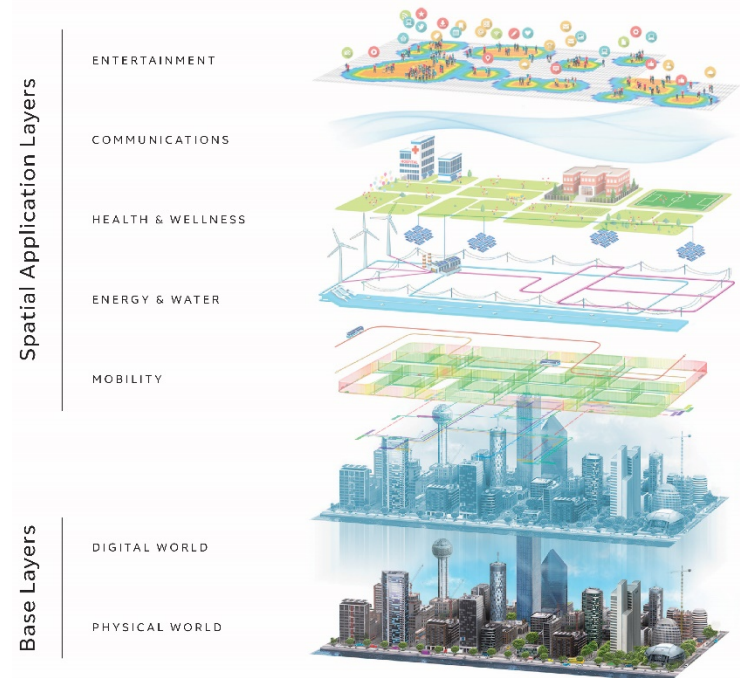 Spatial Application Layers
ENTERTAINMENT
COMMUNICATIONS
HEALTH & WELLNESS
ENERGY & WATER
MOBILITY
Base Layers
DIGITAL WORLD
PHYSICAL WORLD